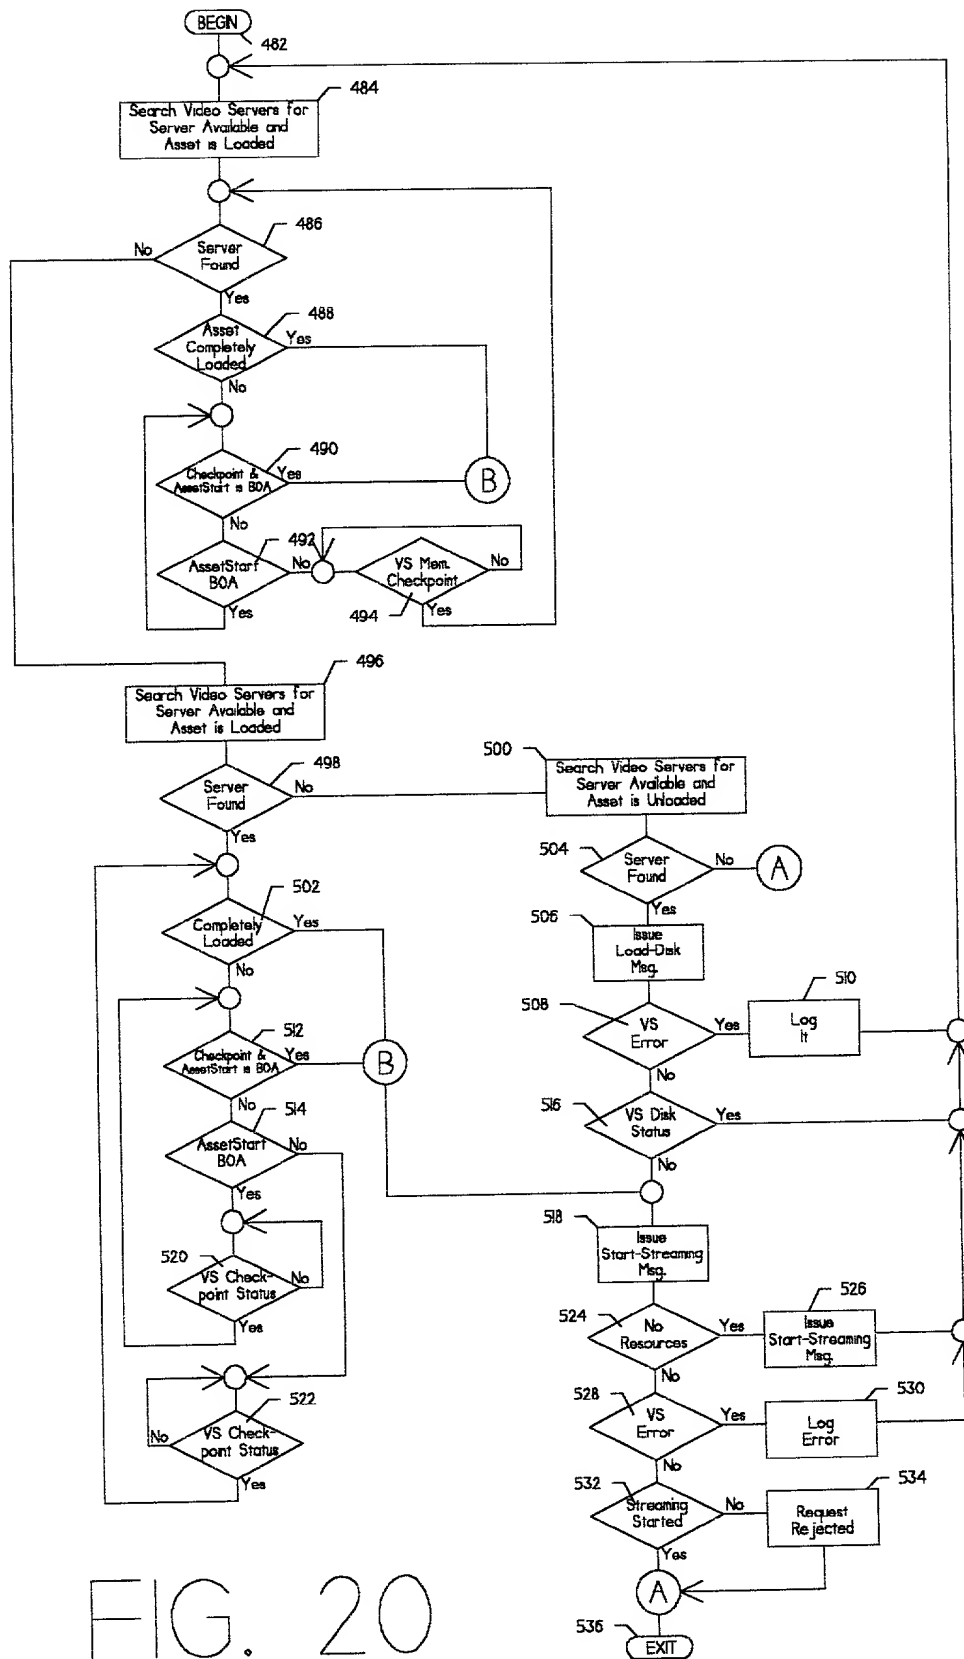 BEGIN
482
484
Search Video Servers for
Server Available and
Asset is Loaded
486
No
Server
Found
Yes
488
Asset
Completely
Loaded
Yes
No
490
Checkpoint &
AssetStart is BOA
Yes
B
No
492
AssetStart
BOA
No
Yes
VS Mem.
Checkpoint
No
494
Yes
496
Search Video Servers for
Server Available and
Asset is Loaded
498
Server
Found
No
Yes
500
Search Video Servers for
Server Available and
Asset is Unloaded
504
Server
Found
No
A
Yes
502
Completely
Loaded
Yes
No
506
Issue
Load-Disk
Msg.
508
VS
Error
Yes
510
Log
It
No
512
Checkpoint &
AssetStart is BOA
Yes
B
No
514
AssetStart
BOA
No
Yes
516
VS Disk
Status
Yes
No
518
Issue
Start-Streaming
Msg.
520
VS Check-
point Status
No
Yes
524
No
Resources
Yes
526
Issue
Start-Streaming
Msg.
No
522
VS Check-
point Status
No
Yes
528
VS
Error
Yes
530
Log
Error
No
532
Streaming
Started
No
534
Request
Rejected
Yes
A
536
EXIT
FIG. 20